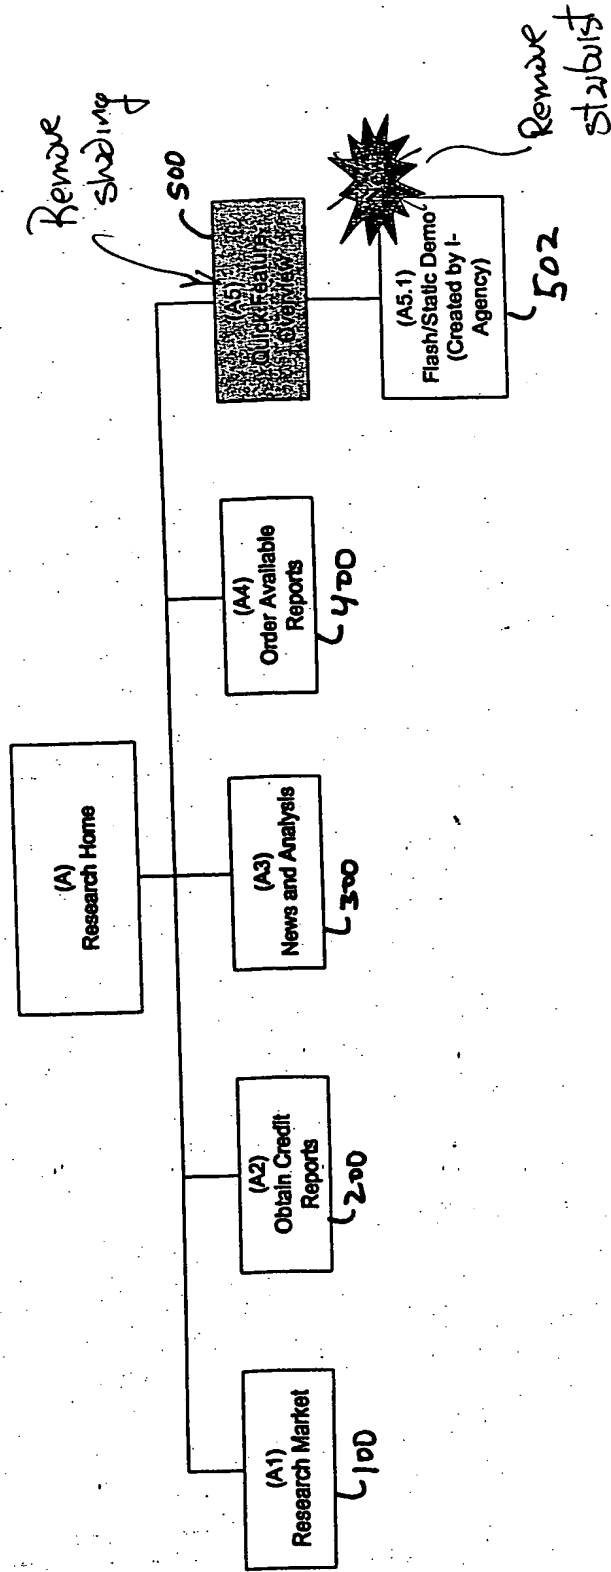 (A)
Research Home
(A1)
Research Market
100
(A2)
Obtain Credit
Reports
200
(A3)
News and Analysis
300
(A4)
Order Available
Reports
400
Remove
shading
500
(A5)
Quick Feature
Overview
(A5.1)
Flash/Static Demo
(Created by I-
Agency)
502
Remove
starburst